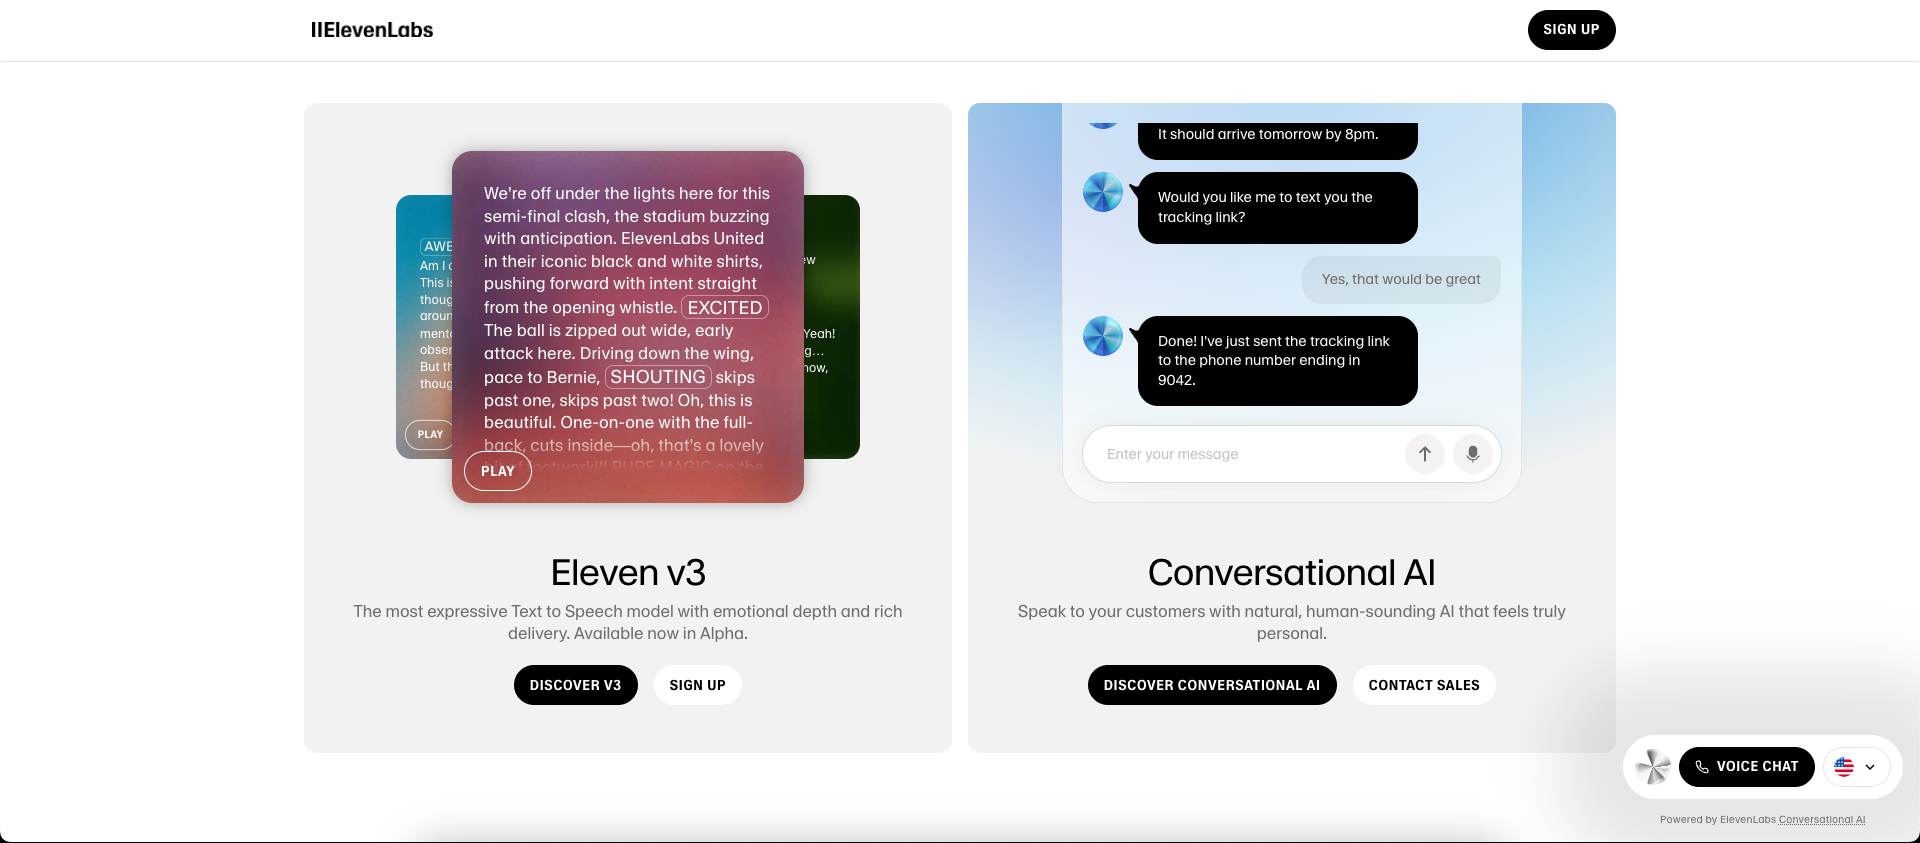 IIElevenLabs
SIGN UP
AWE
Am I
This is
thoug
aroun
ment
obser
But th
thoug
PLAY
We're off under the lights here for this
semi-final clash, the stadium buzzing
with anticipation. ElevenLabs United
in their iconic black and white shirts,
pushing forward with intent straight
from the opening whistle. EXCITED
The ball is zipped out wide, early
attack here. Driving down the wing,
pace to Bernie, SHOUTING skips
past one, skips past two! Oh, this is
beautiful. One-on-one with the full-
back, cuts inside—oh, that's a lovely
PURE MAGIC on the
PLAY
ew
Yeah!
g...
now,
Eleven v3
The most expressive Text to Speech model with emotional depth and rich
delivery. Available now in Alpha.
DISCOVER V3
SIGN UP
It should arrive tomorrow by 8pm.
Would you like me to text you the
tracking link?
Yes, that would be great
Done! I've just sent the tracking link
to the phone number ending in
9042.
Enter your message
Conversational AI
Speak to your customers with natural, human-sounding AI that feels truly
personal.
DISCOVER CONVERSATIONAL AI
CONTACT SALES
VOICE CHAT
Powered by ElevenLabs Conversational AI